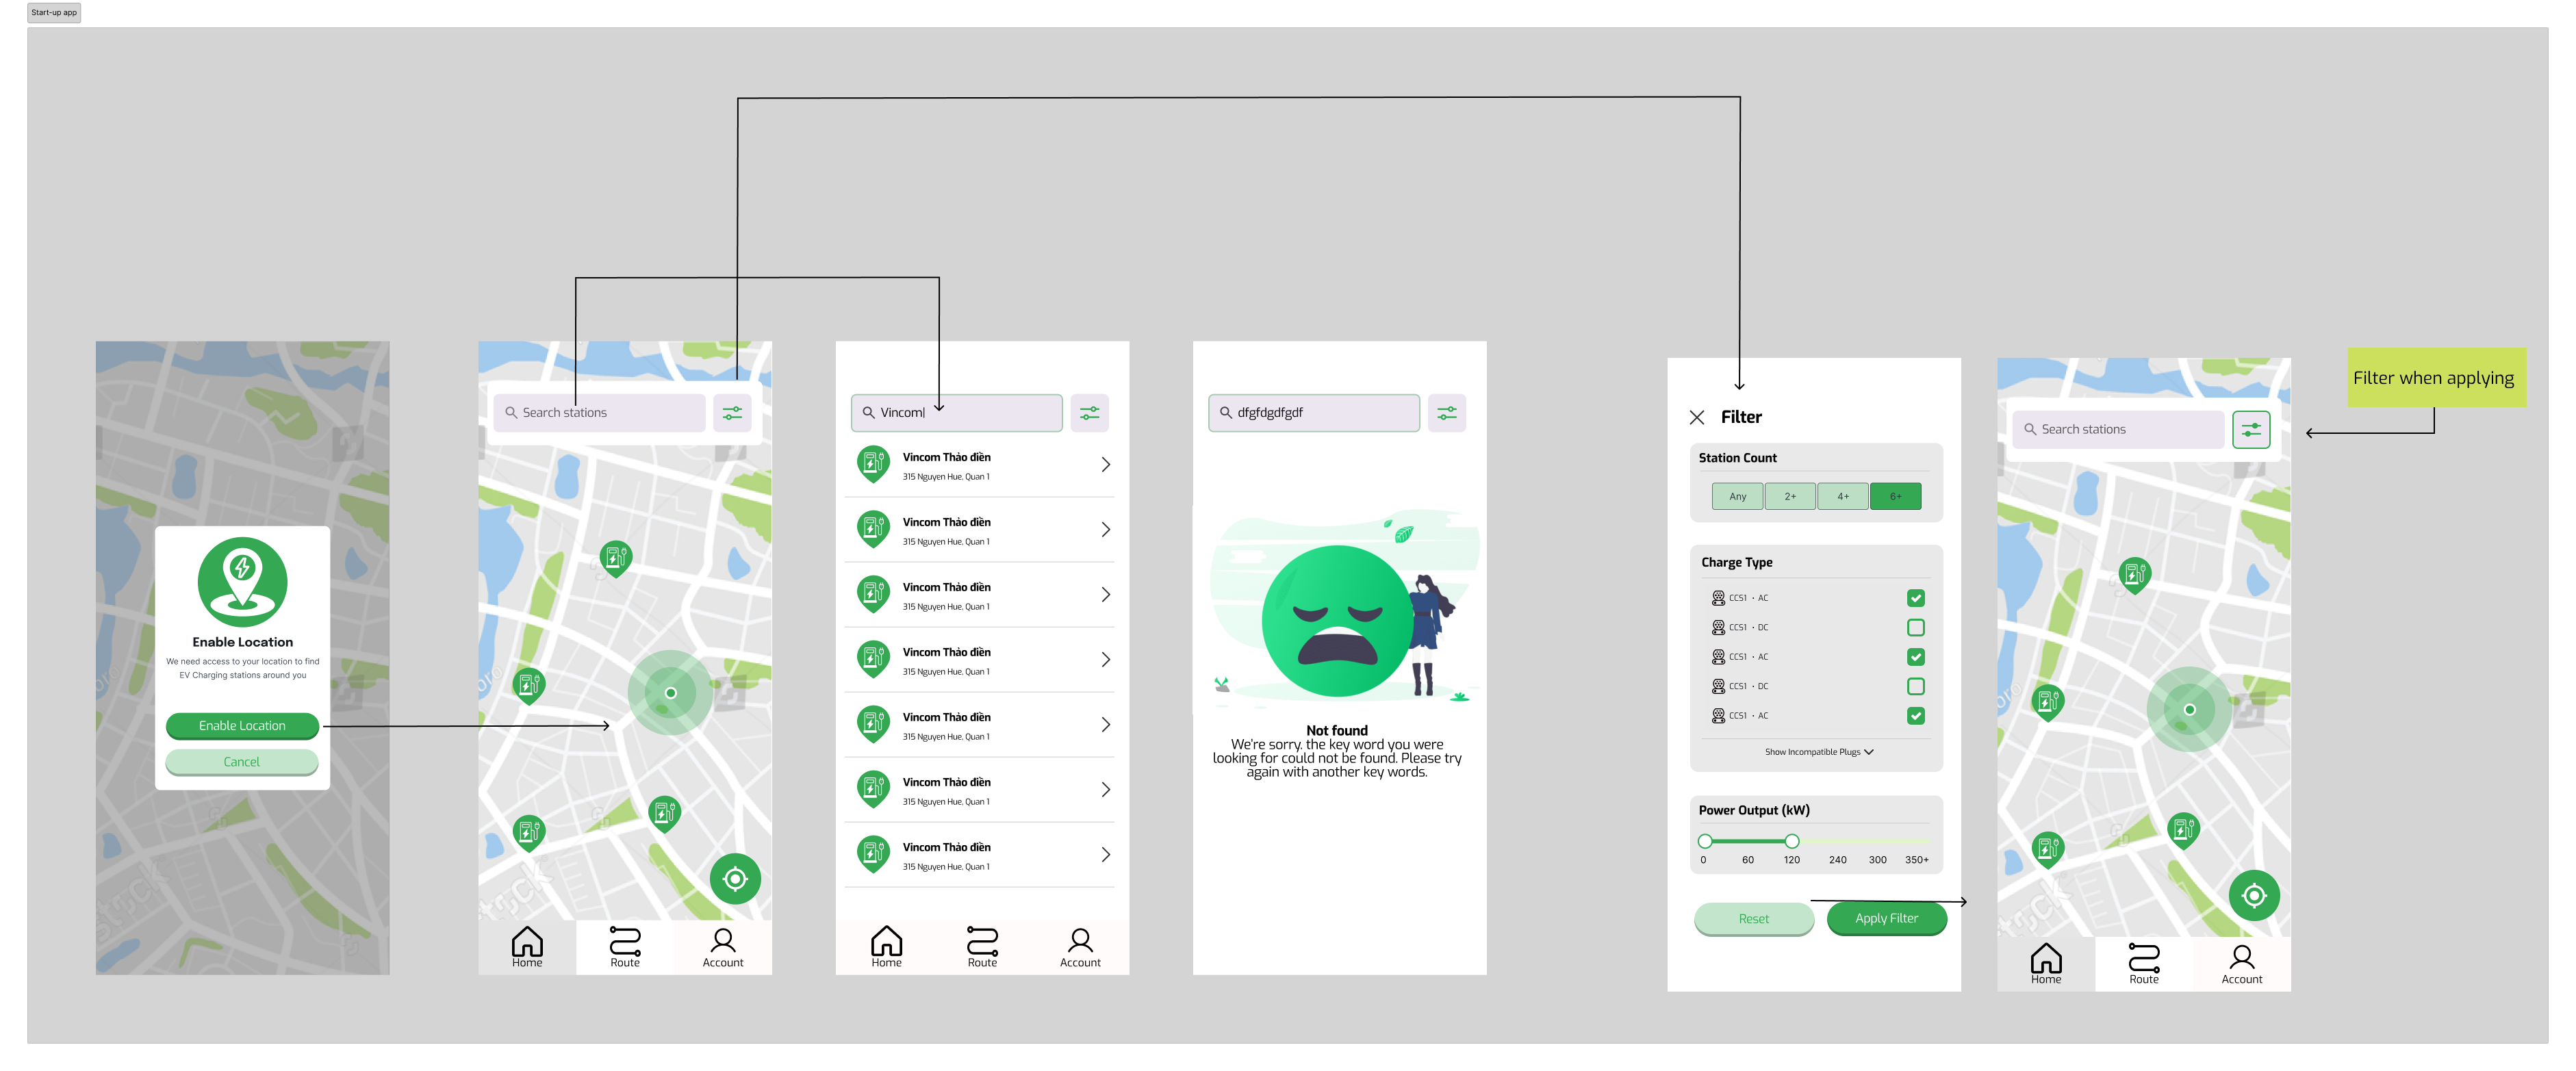 Start-up app
Enable Location
We need access to your location to find
EV Charging stations around you
Enable Location
Cancel
Search stations
Home
Route
Account
Vincom
Vincom Thảo điền
315 Nguyen Hue, Quan 1
Vincom Thảo điền
315 Nguyen Hue, Quan 1
Vincom Thảo điền
315 Nguyen Hue, Quan 1
Vincom Thảo điền
315 Nguyen Hue, Quan 1
Vincom Thảo điền
315 Nguyen Hue, Quan 1
Vincom Thảo điền
315 Nguyen Hue, Quan 1
Vincom Thảo điền
315 Nguyen Hue, Quan 1
Home
Route
Account
dfgfdgdfgdf
Not found
We're sorry, the key word you were
looking for could not be found. Please try
again with another key words.
Filter
Station Count
Any 2+ 4+ 6+
Charge Type
CCS1 · AC
CCS1 · DC
CCS1 · AC
CCS1 · DC
CCS1 · AC
Show Incompatible Plugs
Power Output (kW)
0 60 120 240 300 350+
Reset
Apply Filter
Search stations
Home
Route
Account
Filter when applying